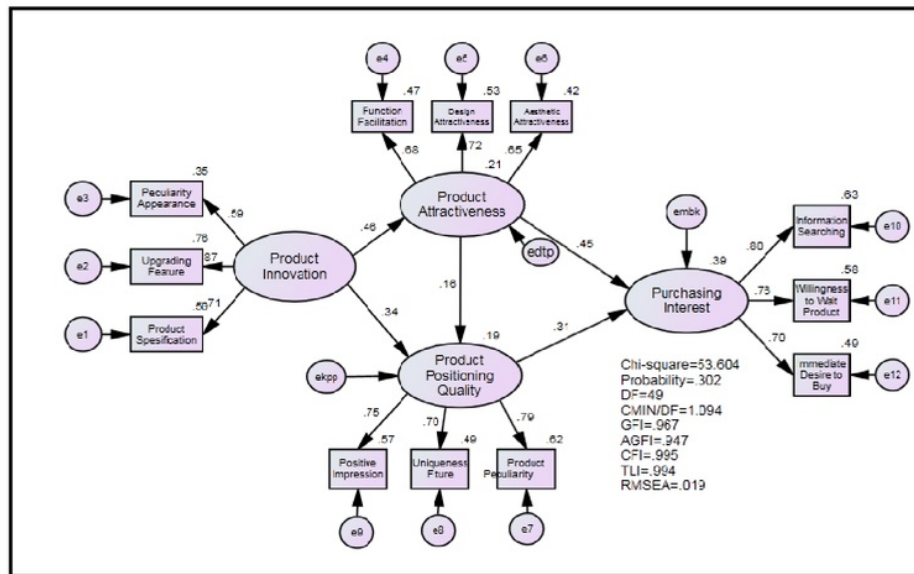 e4
e5
e6
.47
.53
.42
Function
Facilitation
Design
Attractiveness
Aesthetic
Attractiveness
.68
.72
.65
.21
Product
Attractiveness
.35
e3
Peculiarity
Appearance
.59
.76
e2
Upgrading
Feature
.87
Product
Innovation
.71
e1
Product
Spesification
.46
.34
.16
edtp
.45
embk
.39
Purchasing
Interest
.63
Information
Searching
e10
.80
.58
Willingness
to Wait
Product
e11
.70
.49
mmediate
Desire to
Buy
e12
.19
Product
Positioning
Quality
ekpp
.31
.75
.70
.79
.57
.49
.62
Positive
Impression
Uniqueness
Fture
Product
Peculiarity
e9
e8
e7
Chi-square=53.604
Probability=.302
DF=49
CMIN/DF=1.094
GFI=.967
AGFI=.947
CFI=.995
TLI=.994
RMSEA=.019